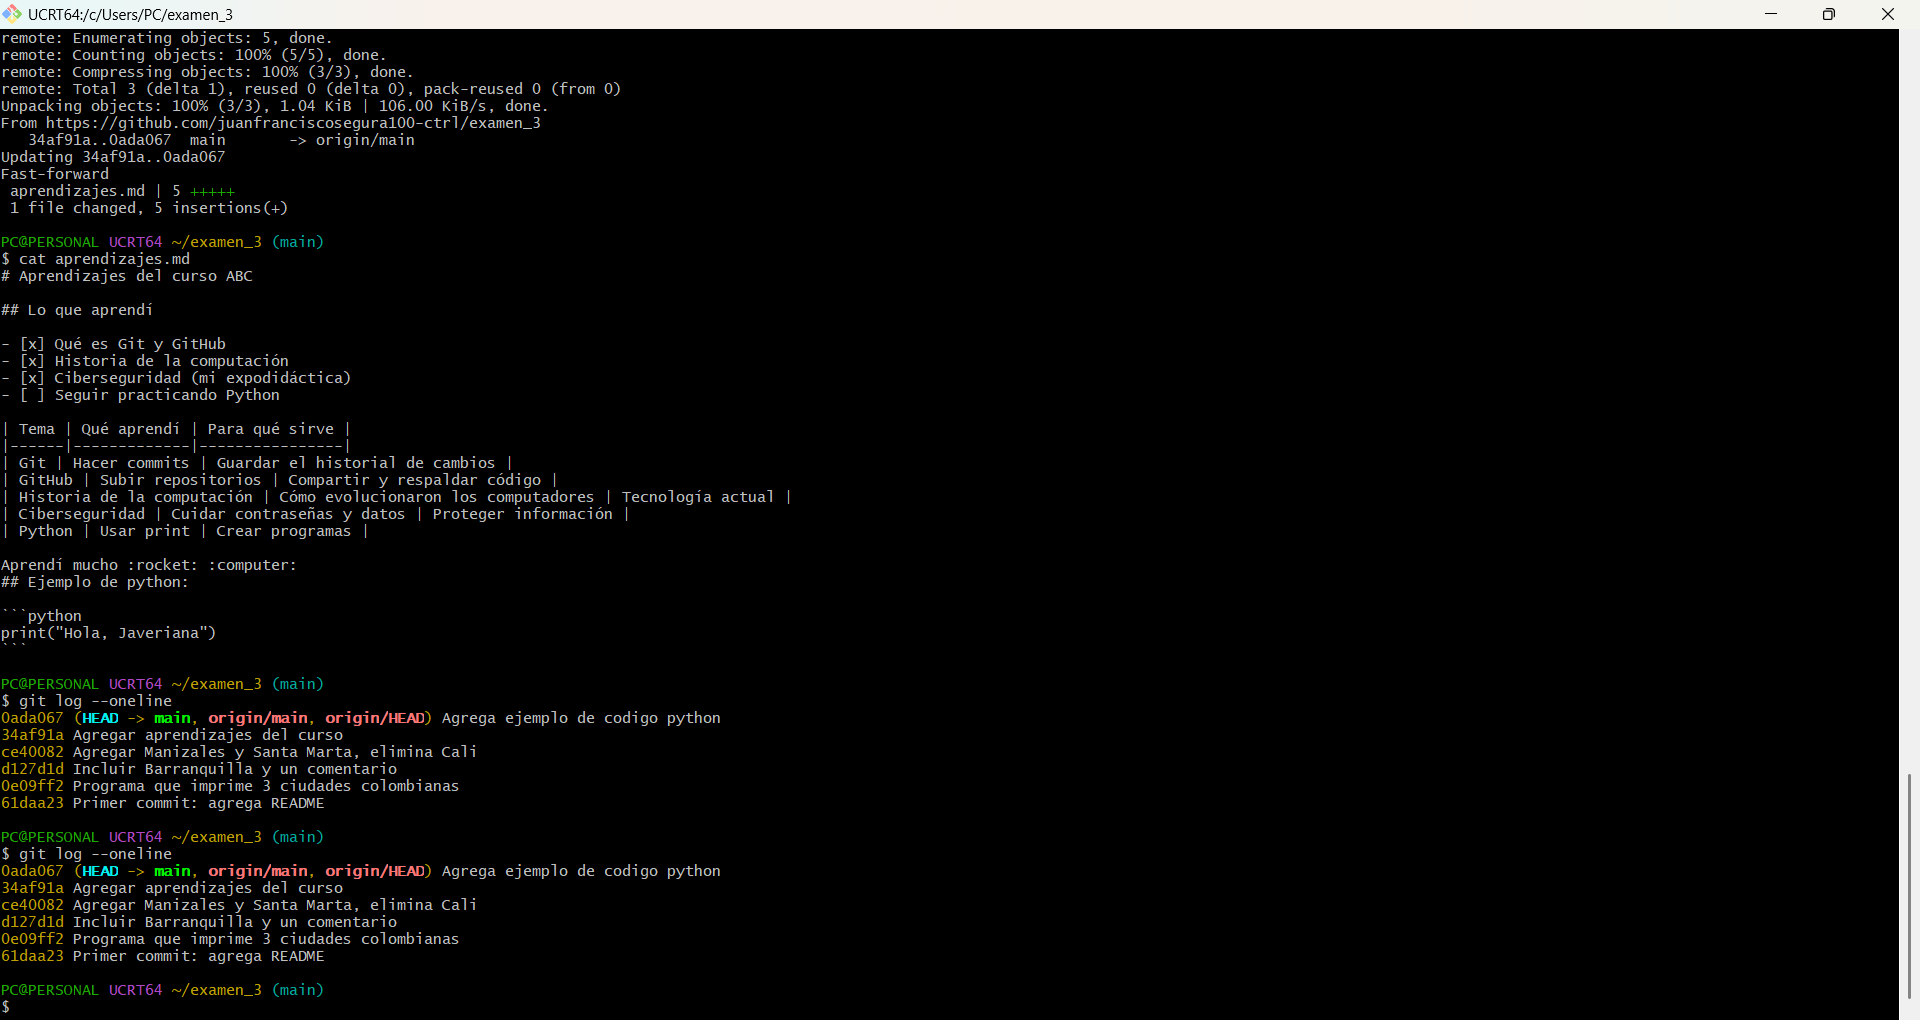 UCRT64:/c/Users/PC/examen_3
remote: Enumerating objects: 5, done.
remote: Counting objects: 100% (5/5), done.
remote: Compressing objects: 100% (3/3), done.
remote: Total 3 (delta 1), reused 0 (delta 0), pack-reused 0 (from 0)
Unpacking objects: 100% (3/3), 1.04 KiB | 106.00 KiB/s, done.
From https://github.com/juanfranciscosegura100-ctrl/examen_3
   34af91a..0ada067  main       -> origin/main
Updating 34af91a..0ada067
Fast-forward
 aprendizajes.md | 5 +++++
 1 file changed, 5 insertions(+)
PC@PERSONAL UCRT64 ~/examen_3 (main)
$ cat aprendizajes.md
# Aprendizajes del curso ABC
## Lo que aprendí
- [x] Qué es Git y GitHub
- [x] Historia de la computación
- [x] Ciberseguridad (mi expodidáctica)
- [ ] Seguir practicando Python
| Tema | Qué aprendí | Para qué sirve |
|------|-------------|----------------|
| Git | Hacer commits | Guardar el historial de cambios |
| GitHub | Subir repositorios | Compartir y respaldar código |
| Historia de la computación | Cómo evolucionaron los computadores | Tecnología actual |
| Ciberseguridad | Cuidar contraseñas y datos | Proteger información |
| Python | Usar print | Crear programas |
Aprendí mucho :rocket: :computer:
## Ejemplo de python:
```python
print("Hola, Javeriana")
```
PC@PERSONAL UCRT64 ~/examen_3 (main)
$ git log --oneline
0ada067 (HEAD -> main, origin/main, origin/HEAD) Agrega ejemplo de codigo python
34af91a Agregar aprendizajes del curso
ce40082 Agregar Manizales y Santa Marta, elimina Cali
d127d1d Incluir Barranquilla y un comentario
0e09ff2 Programa que imprime 3 ciudades colombianas
61daa23 Primer commit: agrega README
PC@PERSONAL UCRT64 ~/examen_3 (main)
$ git log --oneline
0ada067 (HEAD -> main, origin/main, origin/HEAD) Agrega ejemplo de codigo python
34af91a Agregar aprendizajes del curso
ce40082 Agregar Manizales y Santa Marta, elimina Cali
d127d1d Incluir Barranquilla y un comentario
0e09ff2 Programa que imprime 3 ciudades colombianas
61daa23 Primer commit: agrega README
PC@PERSONAL UCRT64 ~/examen_3 (main)
$